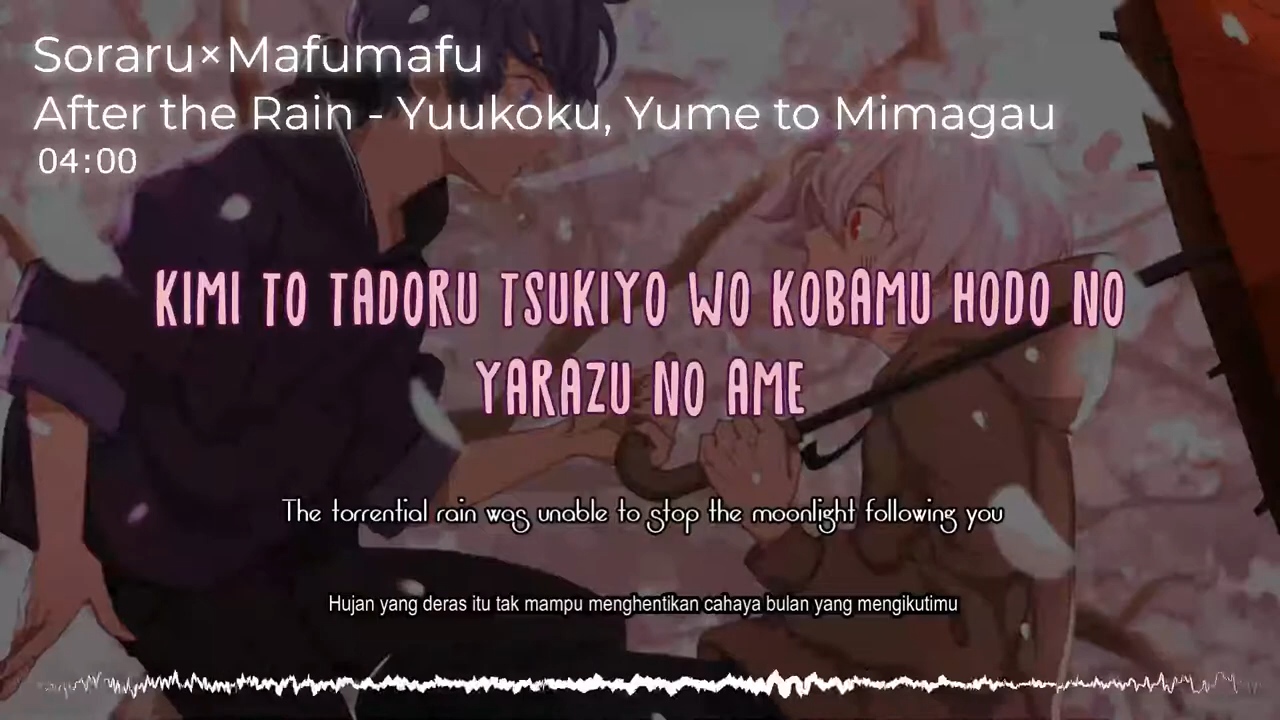 Soraru×Mafumafu
After the Rain - Yuukoku, Yume to Mimagau
04:00
KIMI TO TADORU TSUKIYO WO KOBAMU HODO NO
YARAZU NO AME
The torrential rain was unable to stop the moonlight following you
Hujan yang deras itu tak mampu menghentikan cahaya bulan yang mengikutimu